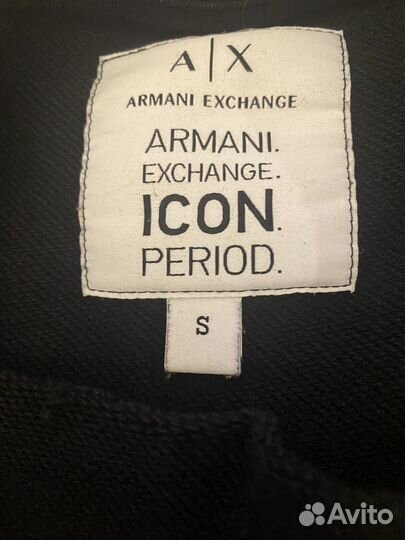 A|X
ARMANI EXCHANGE
ARMANI.
EXCHANGE.
ICON.
PERIOD.
S
Avito